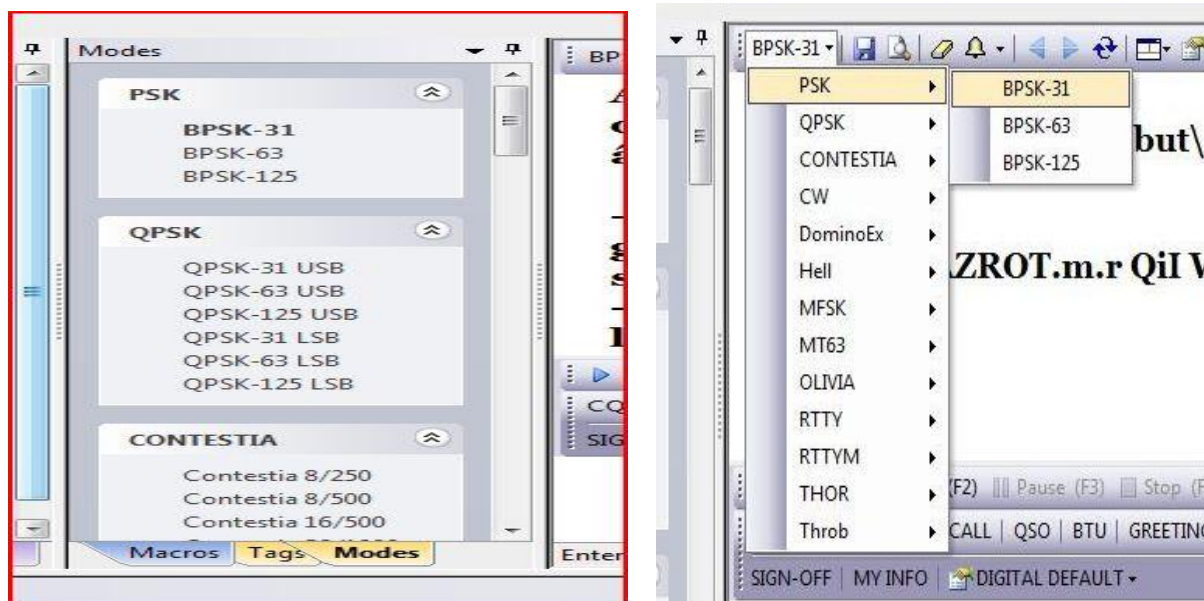 Modes
PSK
BPSK-31
BPSK-63
BPSK-125
QPSK
QPSK-31 USB
QPSK-63 USB
QPSK-125 USB
QPSK-31 LSB
QPSK-63 LSB
QPSK-125 LSB
CONTESTIA
Contestia 8/250
Contestia 8/500
Contestia 16/500
Macros Tags Modes
BP
CQ
SIG
Enter
BPSK-31
PSK
QPSK
CONTESTIA
CW
DominoEx
Hell
MFSK
MT63
OLIVIA
RTTY
RTTYM
THOR
Throb
BPSK-31
BPSK-63
BPSK-125
but\
ZROT.m.r QiI
F2) Pause (F3) Stop
CALL QSO BTU GREETING
SIGN-OFF MY INFO DIGITAL DEFAULT